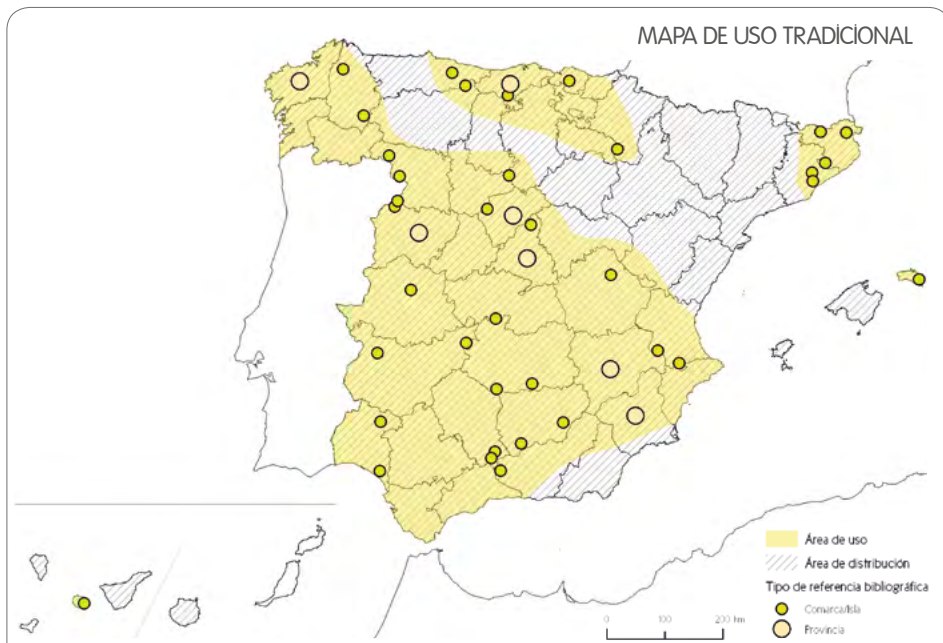 MAPA DE USO TRADICIONAL
Área de uso
Área de distribución
Tipo de referencia bibliográfica
Comarca/Isla
Provincia
0 100 200 km